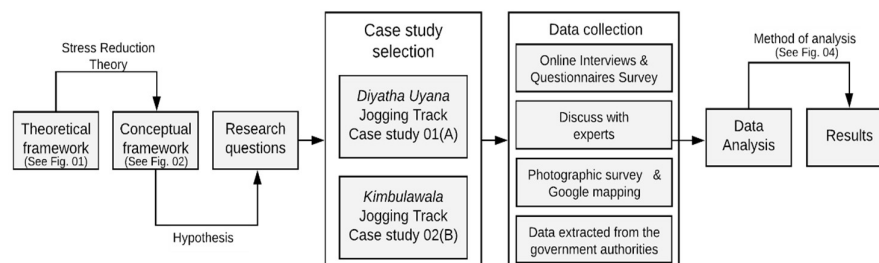 Stress Reduction
Theory
Theoretical
framework
(See Fig. 01)
Conceptual
framework
(See Fig. 02)
Hypothesis
Research
questions
Case study
selection
Diyatha Uyana
Jogging Track
Case study 01(A)
Kimbulawala
Jogging Track
Case study 02(B)
Data collection
Online Interviews &
Questionnaires Survey
Discuss with
experts
Photographic survey &
Google mapping
Data extracted from the
government authorities
Data
Analysis
Method of analysis
(See Fig. 04)
Results